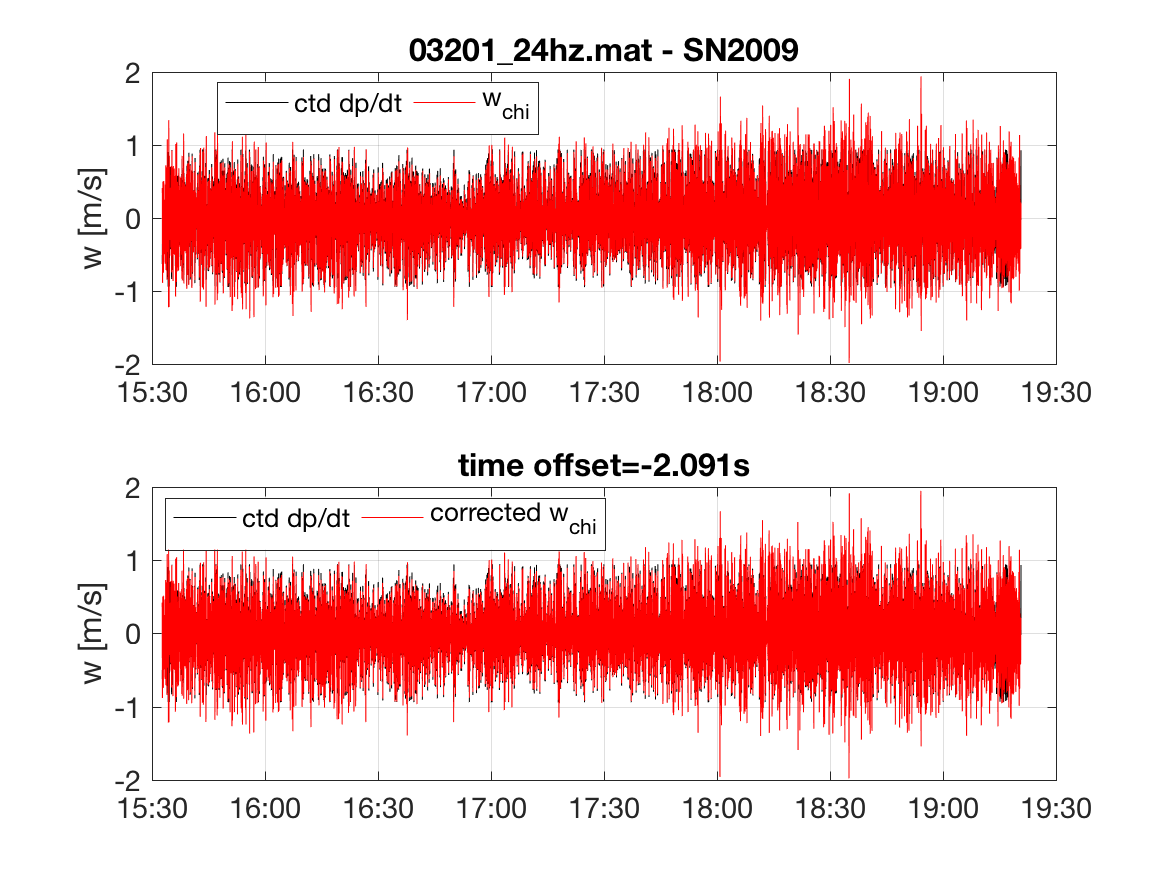 03201_24hz.mat - SN2009
ctd dp/dt w_chi
2
1
0
-1
-2
w [m/s]
15:30 16:00 16:30 17:00 17:30 18:00 18:30 19:00 19:30
time offset=-2.091s
ctd dp/dt corrected w_chi
2
1
0
-1
-2
w [m/s]
15:30 16:00 16:30 17:00 17:30 18:00 18:30 19:00 19:30